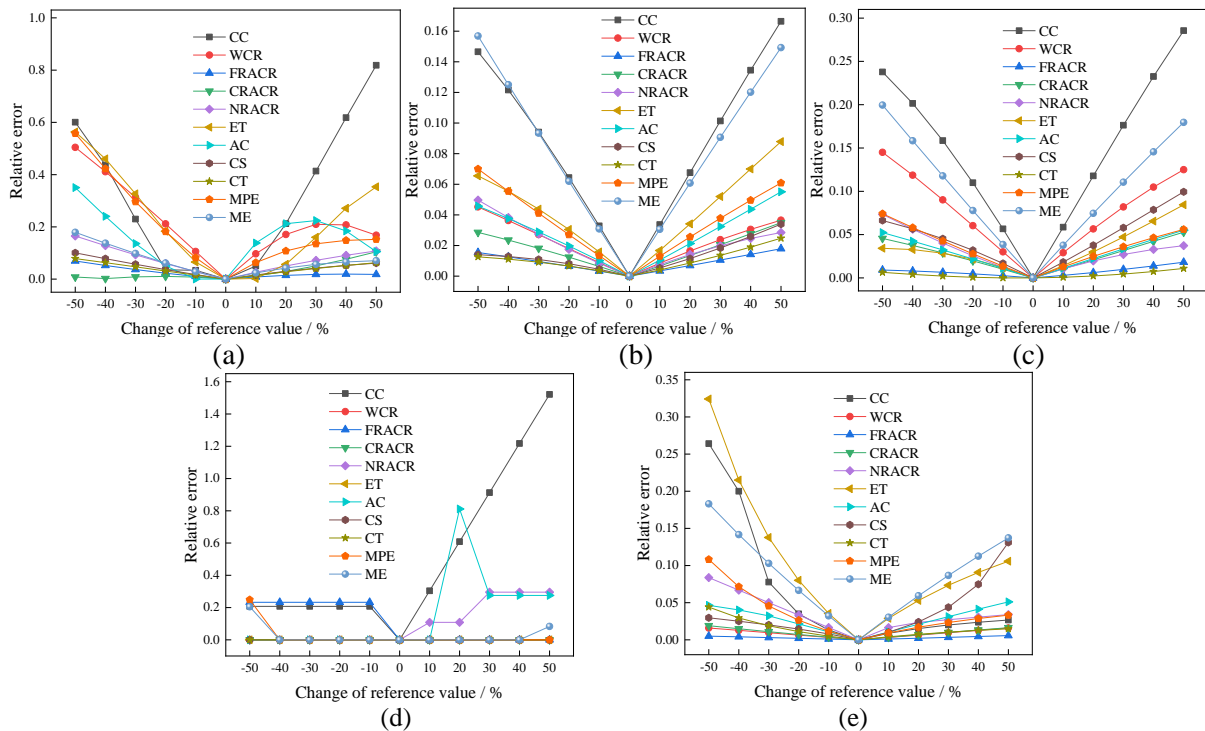 1.0
0.8
0.6
0.4
0.2
0.0
Relative error
CC
WCR
FRACR
CRACR
NRACR
ET
AC
CS
CT
MPE
ME
-50 -40 -30 -20 -10 0 10 20 30 40 50
Change of reference value / %
(a)
0.16
0.14
0.12
0.10
0.08
0.06
0.04
0.02
0.00
Relative error
CC
WCR
FRACR
CRACR
NRACR
ET
AC
CS
CT
MPE
ME
-50 -40 -30 -20 -10 0 10 20 30 40 50
Change of reference value / %
(b)
0.30
0.25
0.20
0.15
0.10
0.05
0.00
Relative error
CC
WCR
FRACR
CRACR
NRACR
ET
AC
CS
CT
MPE
ME
-50 -40 -30 -20 -10 0 10 20 30 40 50
Change of reference value / %
(c)
1.6
1.4
1.2
1.0
0.8
0.6
0.4
0.2
0.0
Relative error
CC
WCR
FRACR
CRACR
NRACR
ET
AC
CS
CT
MPE
ME
-50 -40 -30 -20 -10 0 10 20 30 40 50
Change of reference value / %
(d)
0.35
0.30
0.25
0.20
0.15
0.10
0.05
0.00
Relative error
CC
WCR
FRACR
CRACR
NRACR
ET
AC
CS
CT
MPE
ME
-50 -40 -30 -20 -10 0 10 20 30 40 50
Change of reference value / %
(e)